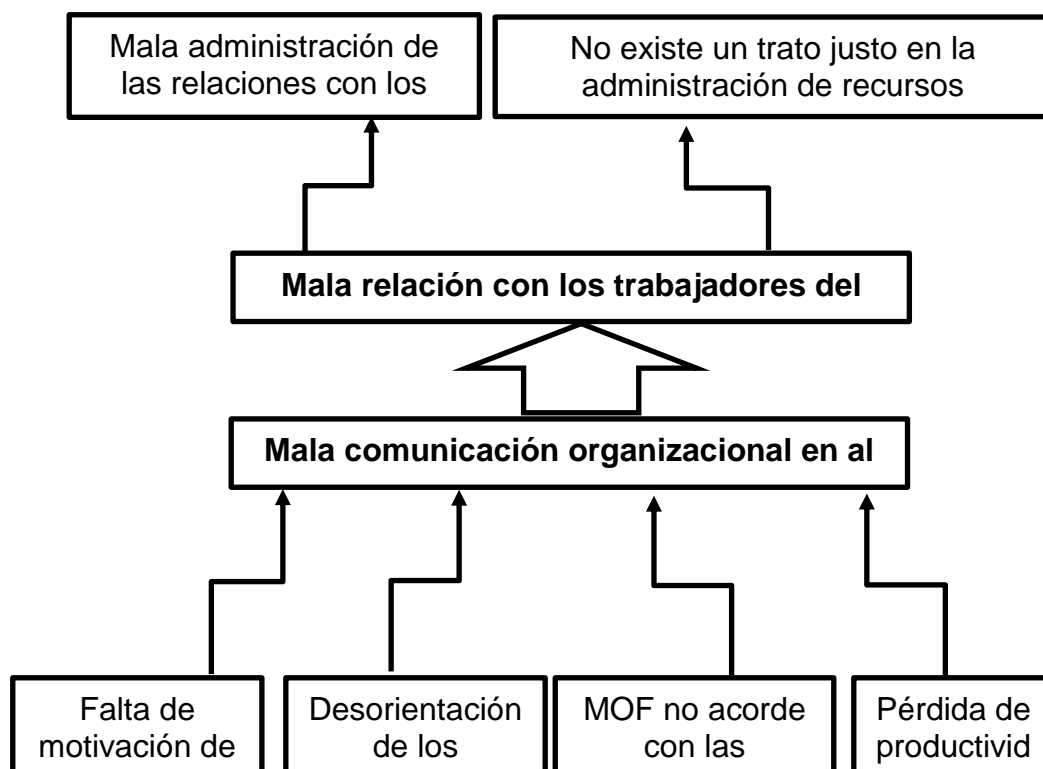 Mala administración de
las relaciones con los
No existe un trato justo en la
administración de recursos
Mala relación con los trabajadores del
Mala comunicación organizacional en al
Falta de
motivación de
Desorientación
de los
MOF no acorde
con las
Pérdida de
productivid